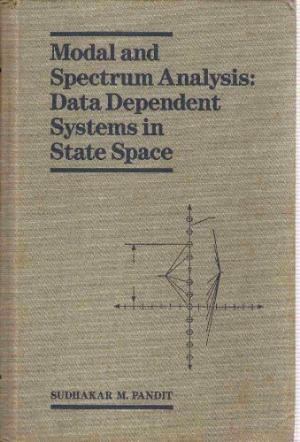 Modal and
Spectrum Analysis:
Data Dependent
Systems in
State Space
SUDHAKAR M. PANDIT